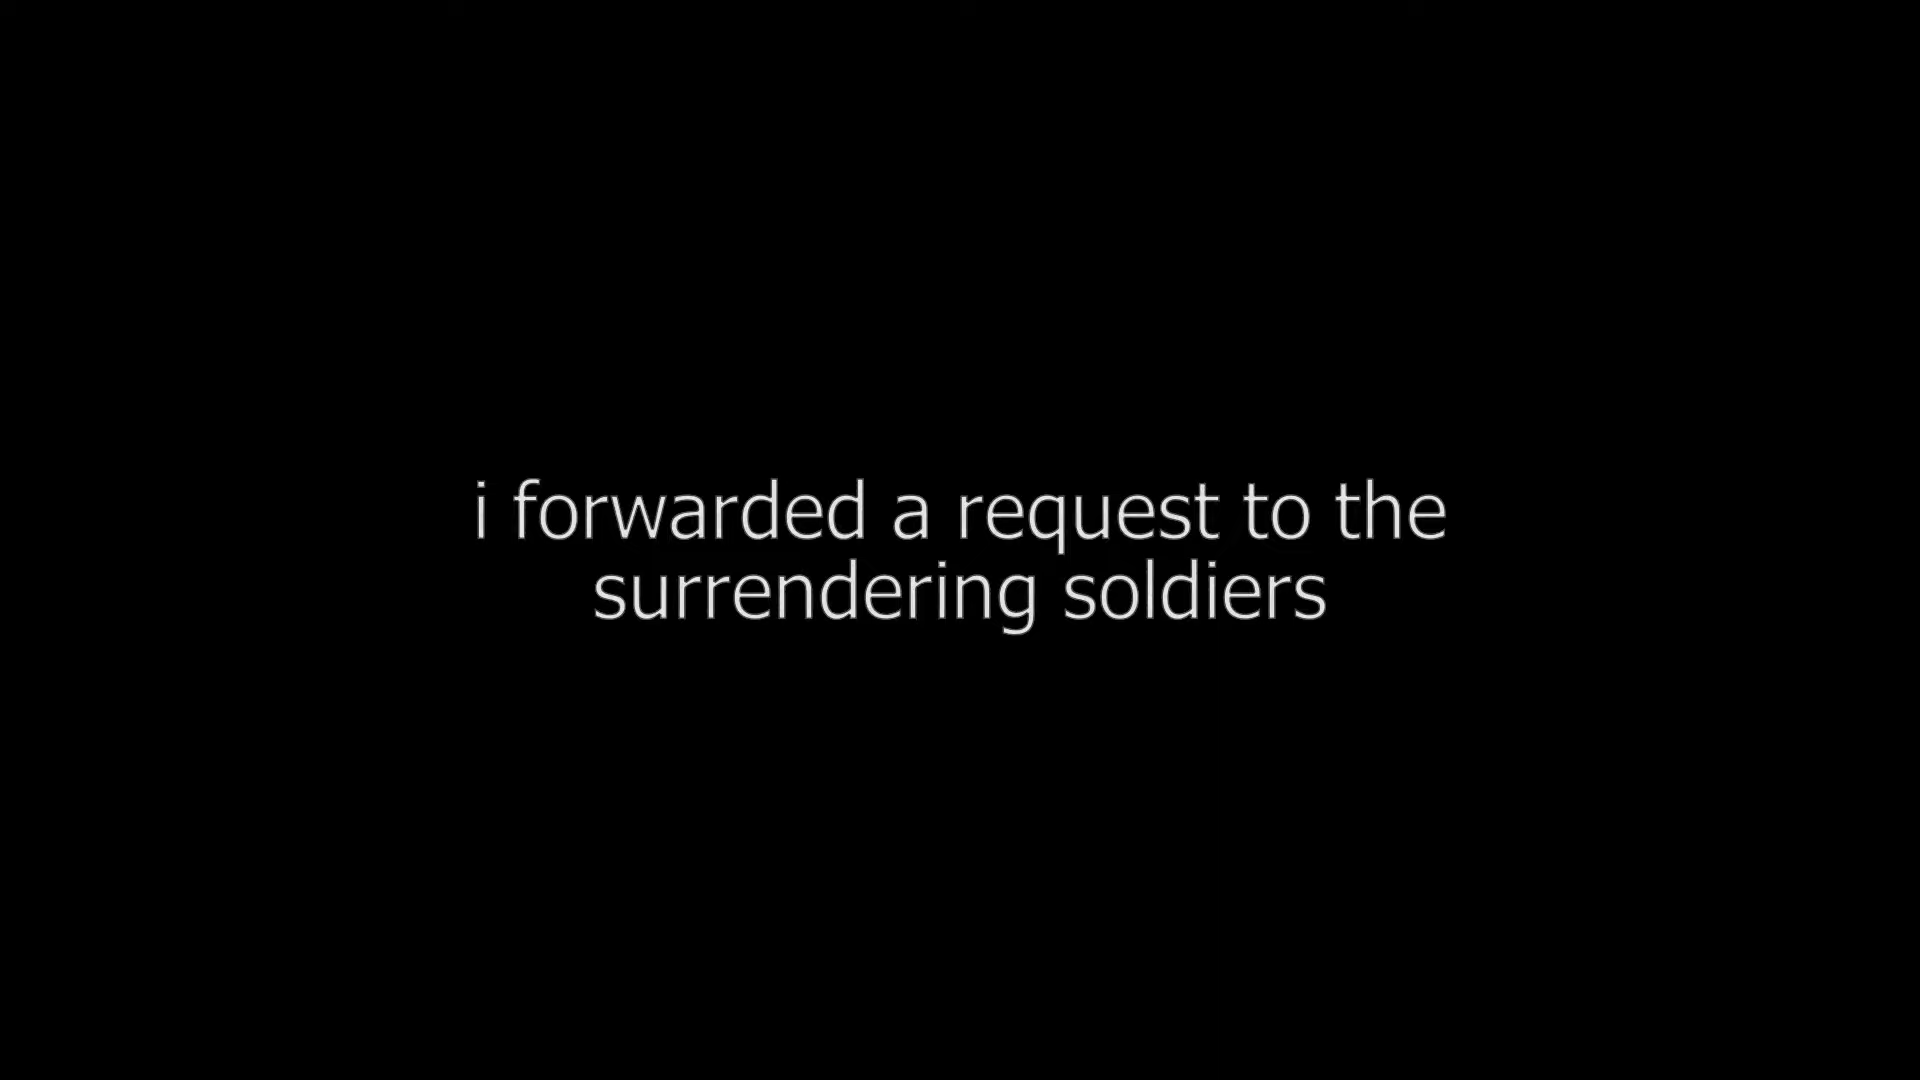 i forwarded a request to the
surrendering soldiers